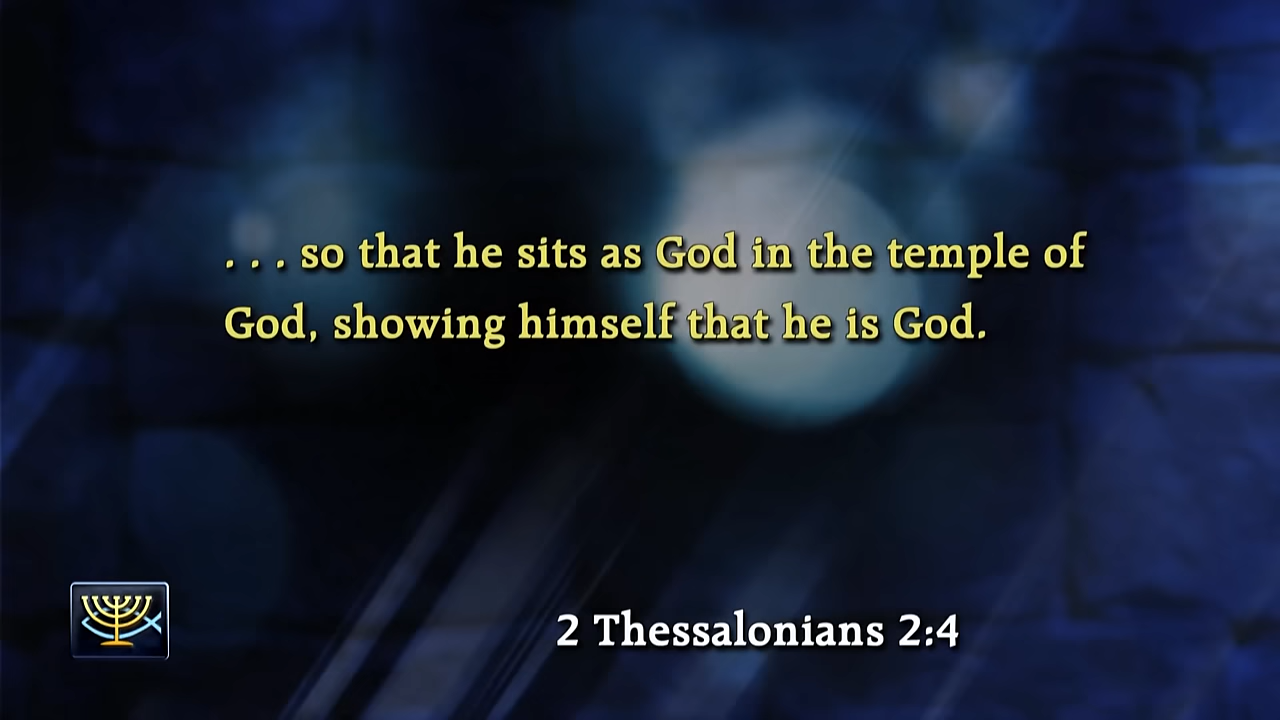 . . . so that he sits as God in the temple of
God, showing himself that he is God.
2 Thessalonians 2:4